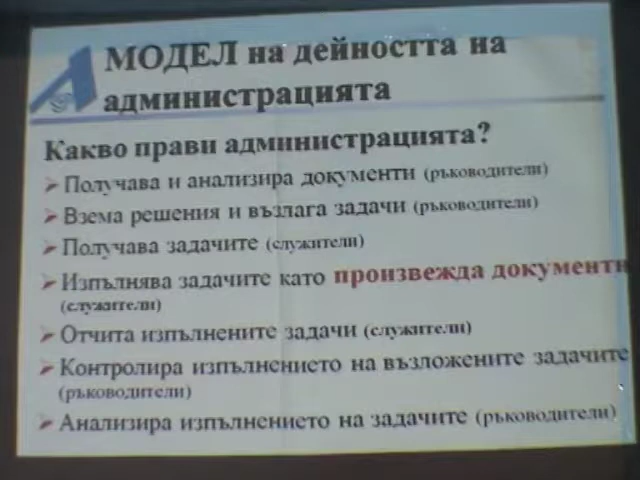 МОДЕЛ на дейността на
администрацията
Какво прави администрацията?
➢ Получава и анализира документи (ръководители)
➢ Взема решения и възлага задачи (ръководители)
➢ Получава задачите (служители)
➢ Изпълнява задачите като произвежда документи
(служители)
➢ Отчита изпълнените задачи (служители)
➢ Контролира изпълнението на възложените задачите
(ръководители)
➢ Анализира изпълнението на задачите (ръководители)